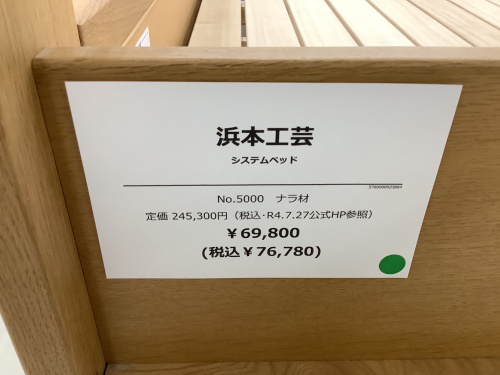 浜本工芸
システムベッド
No.5000 ナラ材
定価 245,300円（税込･R4.7.27公式HP参照）
￥69,800
(税込￥76,780)